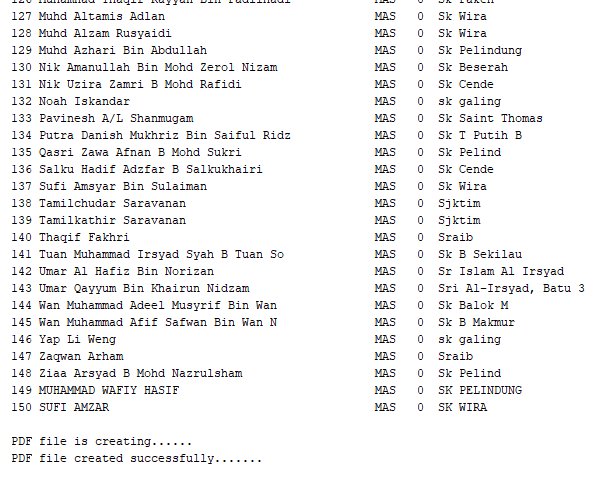 127 Muhd Altamis Adlan MAS 0 Sk Wira
128 Muhd Alzam Rusyaidi MAS 0 Sk Wira
129 Muhd Azhari Bin Abdullah MAS 0 Sk Pelindung
130 Nik Amanullah Bin Mohd Zerol Nizam MAS 0 Sk Beserah
131 Nik Uzira Zamri B Mohd Rafidi MAS 0 Sk Cende
132 Noah Iskandar MAS 0 sk galing
133 Pavinesh A/L Shanmugam MAS 0 Sk Saint Thomas
134 Putra Danish Mukhriz Bin Saiful Ridz MAS 0 Sk T Putih B
135 Qasri Zawa Afnan B Mohd Sukri MAS 0 Sk Pelind
136 Salku Hadif Adzfar B Salkukhairi MAS 0 Sk Cende
137 Sufi Amsyar Bin Sulaiman MAS 0 Sk Wira
138 Tamilchudar Saravanan MAS 0 Sjktim
139 Tamilkathir Saravanan MAS 0 Sjktim
140 Thaqif Fakhri MAS 0 Sraib
141 Tuan Muhammad Irsyad Syah B Tuan So MAS 0 Sk B Sekilau
142 Umar Al Hafiz Bin Norizan MAS 0 Sr Islam Al Irsyad
143 Umar Qayyum Bin Khairun Nidzam MAS 0 Sri Al-Irsyad, Batu 3
144 Wan Muhammad Adeel Musyrif Bin Wan MAS 0 Sk Balok M
145 Wan Muhammad Afif Safwan Bin Wan N MAS 0 Sk B Makmur
146 Yap Li Weng MAS 0 sk galing
147 Zaqwan Arham MAS 0 Sraib
148 Ziaa Arsyad B Mohd Nazrulsham MAS 0 Sk Pelind
149 MUHAMMAD WAFIY HASIF MAS 0 SK PELINDUNG
150 SUFI AMZAR MAS 0 SK WIRA
PDF file is creating......
PDF file created successfully.......